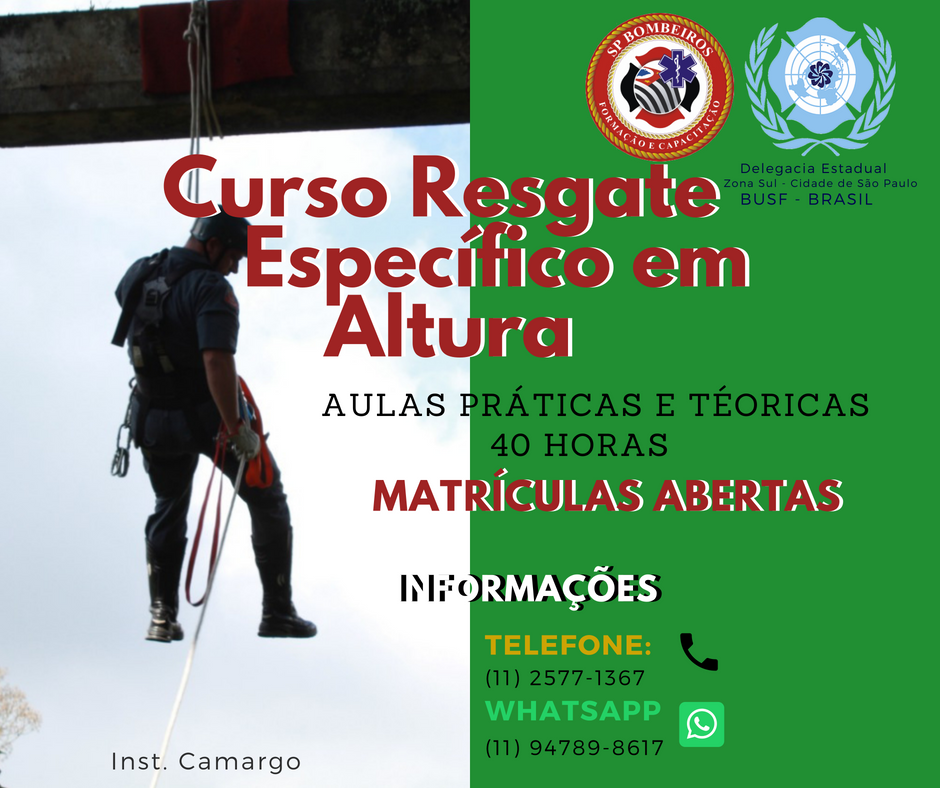 SP BOMBEIROS
FORMAÇÃO E CAPACITAÇÃO
Delegacia Estadual
Zona Sul - Cidade de São Paulo
BUSF - BRASIL
Curso Resgate
Específico em
Altura
AULAS PRÁTICAS E TÉORICAS
40 HORAS
MATRÍCULAS ABERTAS
INFORMAÇÕES
TELEFONE:
(11) 2577-1367
WHATSAPP
(11) 94789-8617
Inst. Camargo